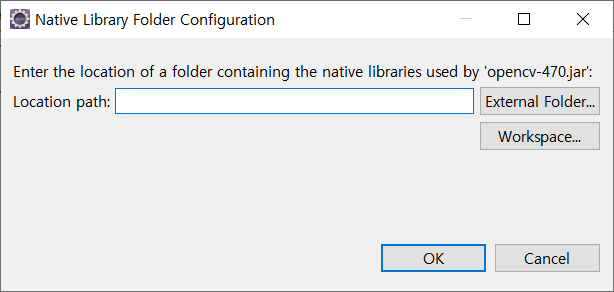 Native Library Folder Configuration
Enter the location of a folder containing the native libraries used by 'opencv-470.jar':
Location path:
External Folder...
Workspace...
OK
Cancel